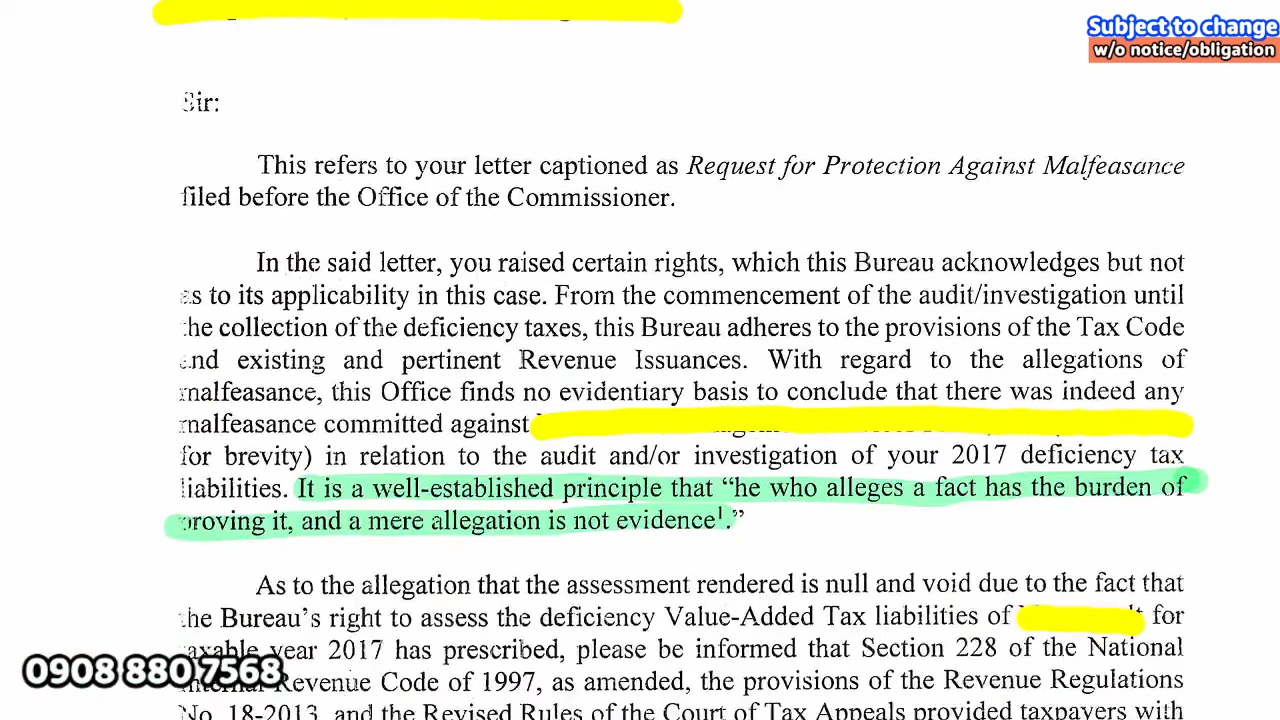 Subject to change
w/o notice/obligation
Sir:
This refers to your letter captioned as Request for Protection Against Malfeasance
filed before the Office of the Commissioner.
In the said letter, you raised certain rights, which this Bureau acknowledges but not
as to its applicability in this case. From the commencement of the audit/investigation until
the collection of the deficiency taxes, this Bureau adheres to the provisions of the Tax Code
and existing and pertinent Revenue Issuances. With regard to the allegations of
malfeasance, this Office finds no evidentiary basis to conclude that there was indeed any
malfeasance committed against
for brevity) in relation to the audit and/or investigation of your 2017 deficiency tax
liabilities. It is a well-established principle that “he who alleges a fact has the burden of
proving it, and a mere allegation is not evidence¹.”
As to the allegation that the assessment rendered is null and void due to the fact that
the Bureau’s right to assess the deficiency Value-Added Tax liabilities of for
taxable year 2017 has prescribed, please be informed that Section 228 of the National
Internal Revenue Code of 1997, as amended, the provisions of the Revenue Regulations
No. 18-2013, and the Revised Rules of the Court of Tax Appeals provided taxpayers with
0908 880 7568